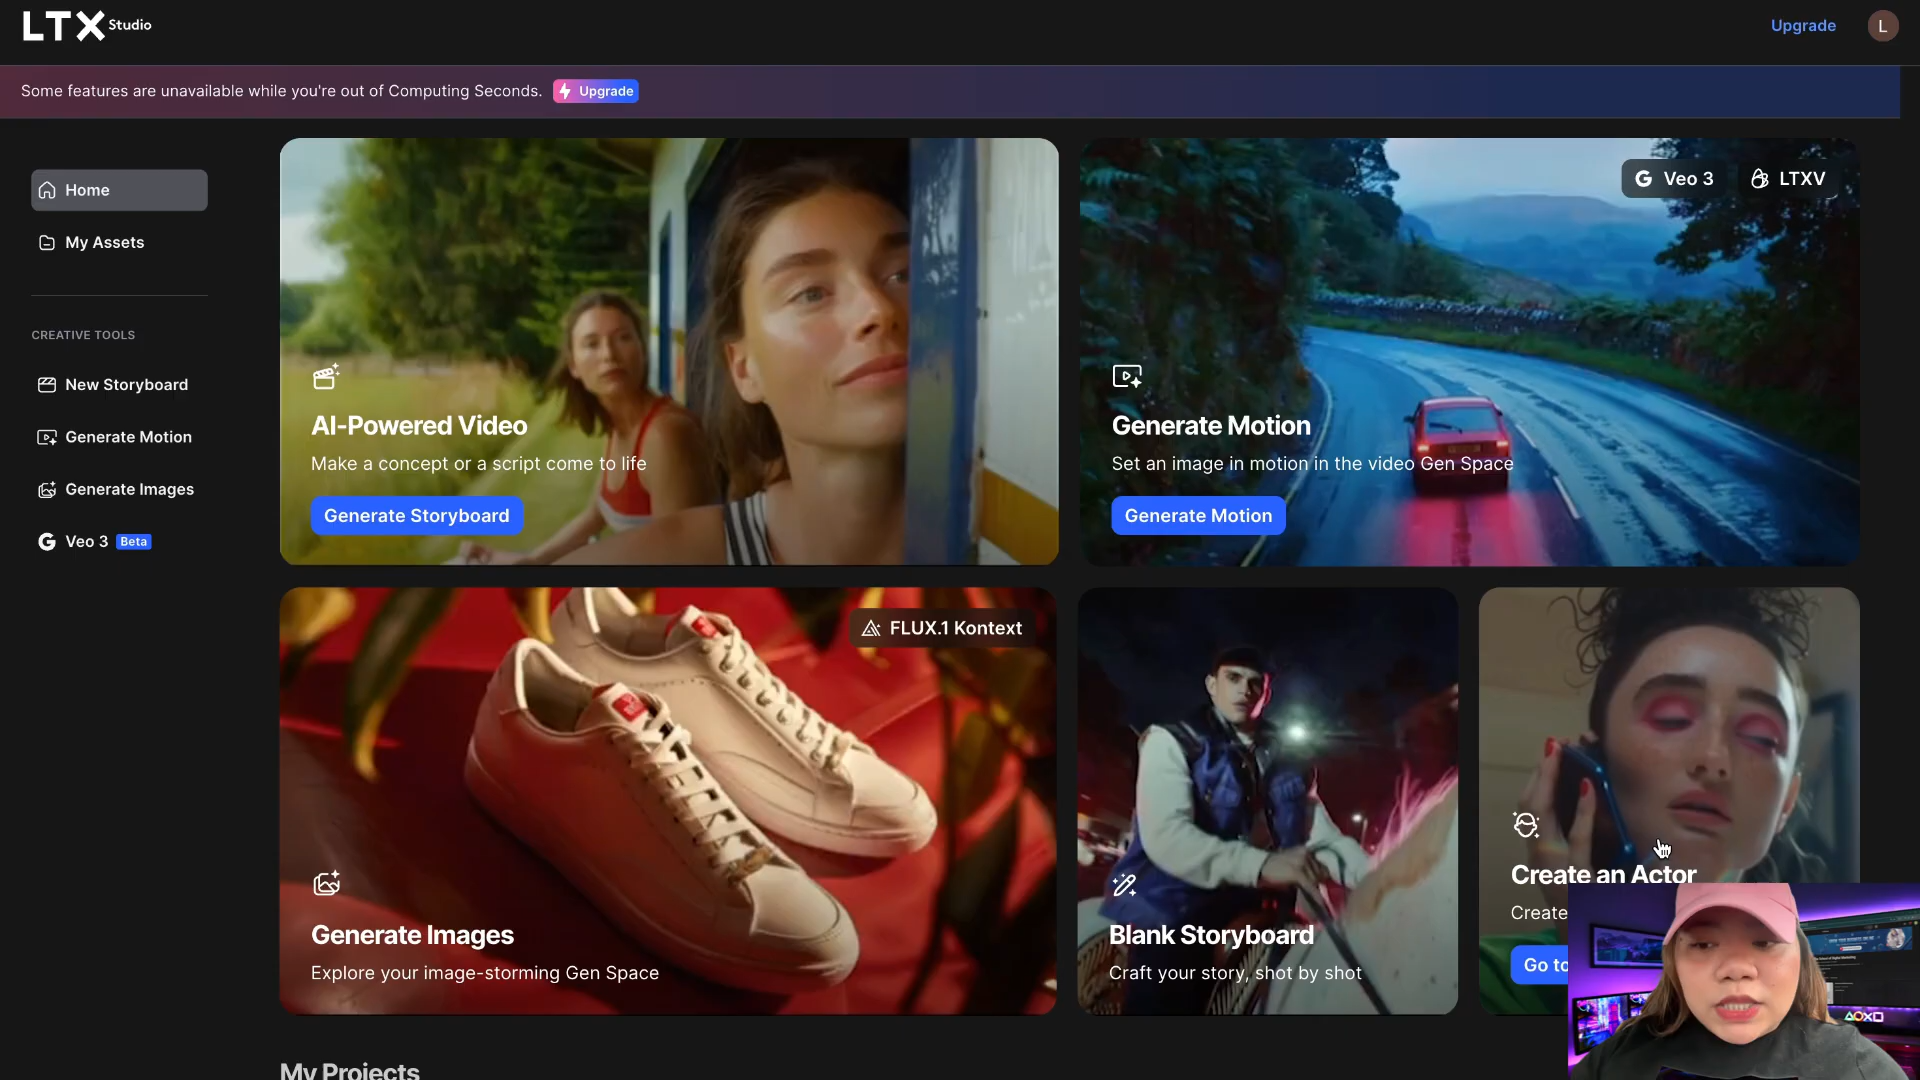 LTX Studio
Upgrade
L
Some features are unavailable while you're out of Computing Seconds.
Upgrade
Home
My Assets
CREATIVE TOOLS
New Storyboard
Generate Motion
Generate Images
Veo 3 Beta
AI-Powered Video
Make a concept or a script come to life
Generate Storyboard
Veo 3
LTXV
Generate Motion
Set an image in motion in the video Gen Space
Generate Motion
FLUX.1 Kontext
Generate Images
Explore your image-storming Gen Space
Blank Storyboard
Craft your story, shot by shot
Create an Actor
Create
Go to
My Projects